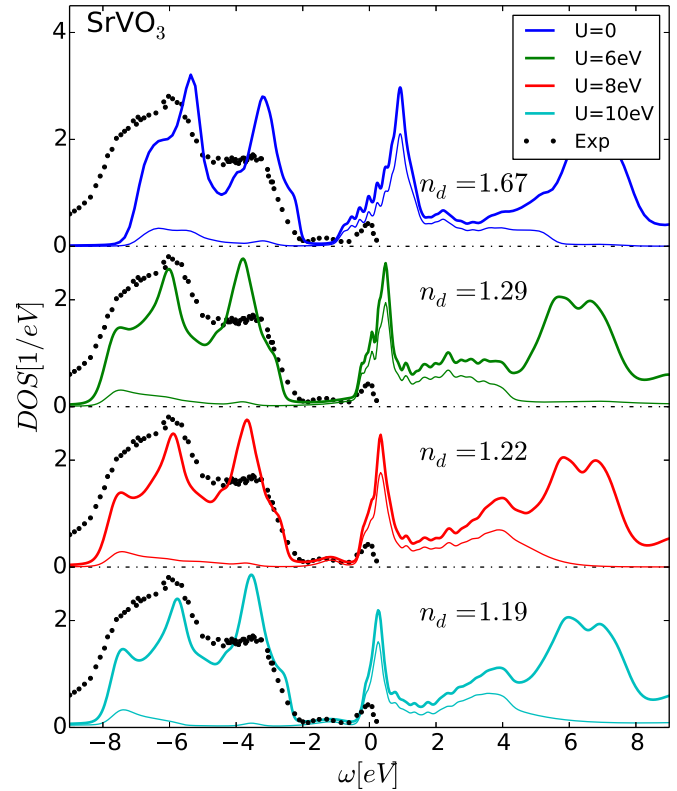 SrVO₃
U=0
U=6eV
U=8eV
U=10eV
Exp
n_d =1.67
n_d =1.29
n_d =1.22
n_d =1.19
DOS[1/eV]
4
2
0
2
0
2
0
2
0
−8 −6 −4 −2 0 2 4 6 8
ω[eV]